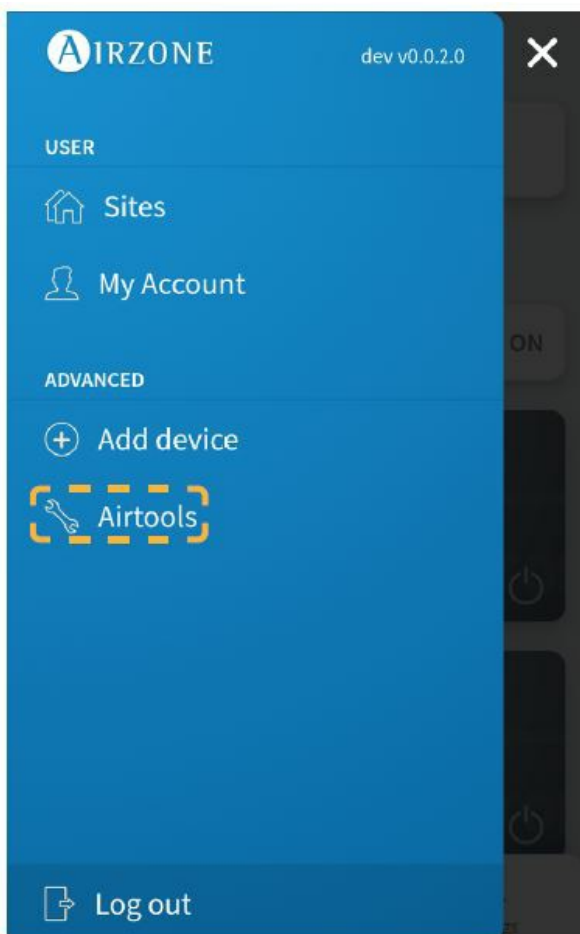 AIRZONE dev v0.0.2.0
USER
Sites
My Account
ON
ADVANCED
Add device
Airtools
Log out